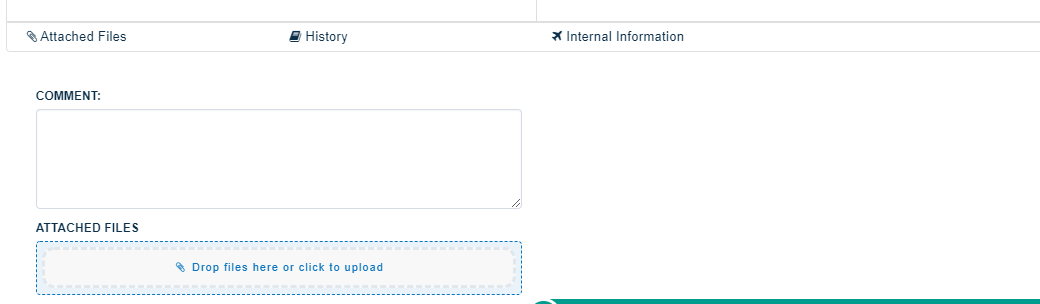 Attached Files History Internal Information
COMMENT:
ATTACHED FILES
Drop files here or click to upload